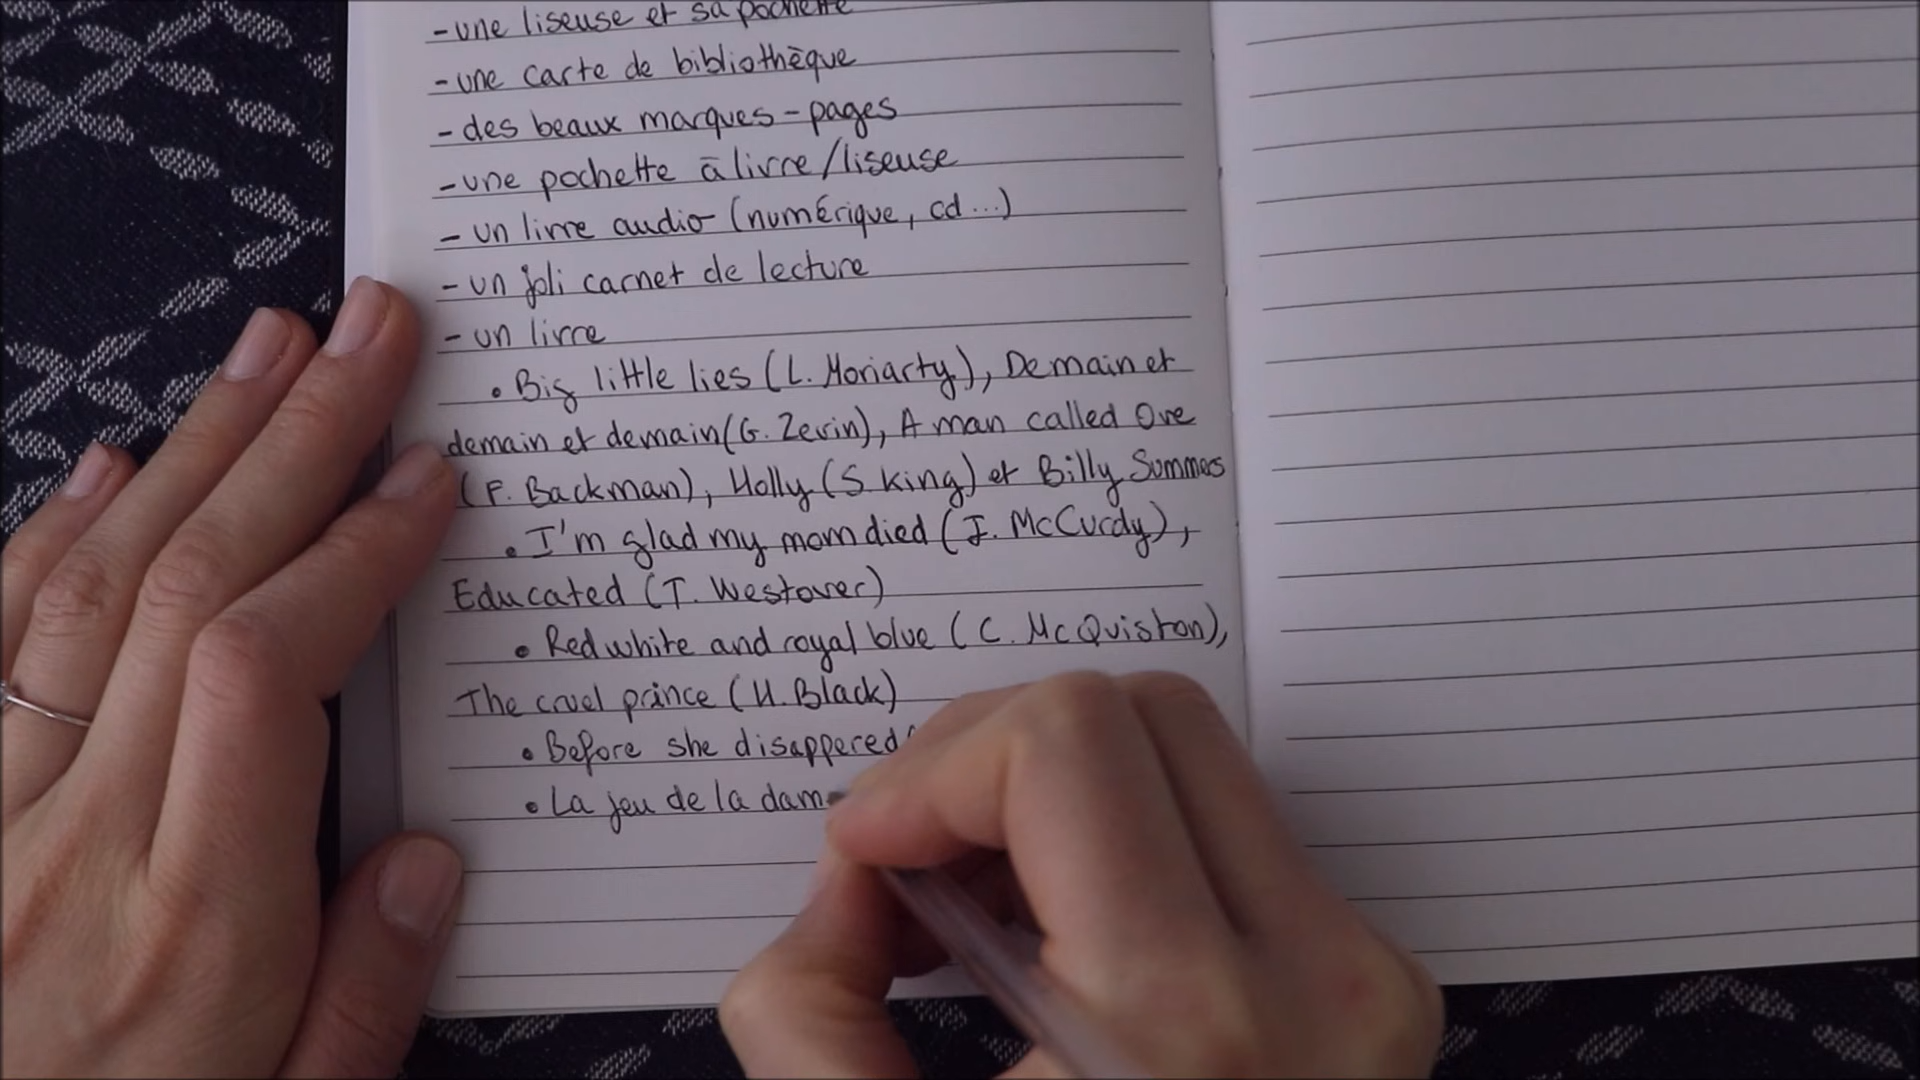 - une liseuse et sa pochette
- une carte de bibliothèque
- des beaux marques-pages
- une pochette à livre/liseuse
- un livre audio (numérique, cd...)
- un joli carnet de lecture
- un livre
• Big little lies (L. Moriarty), Demain et
demain et demain (G. Zevin), A man called Ove
(F. Backman), Holly (S. King) et Billy Summers
• I'm glad my mom died (J. McCurdy),
Educated (T. Westover)
• Red white and royal blue (C. McQuiston),
The cruel prince (H. Black)
• Before she disappered (
• La jeu de la dam